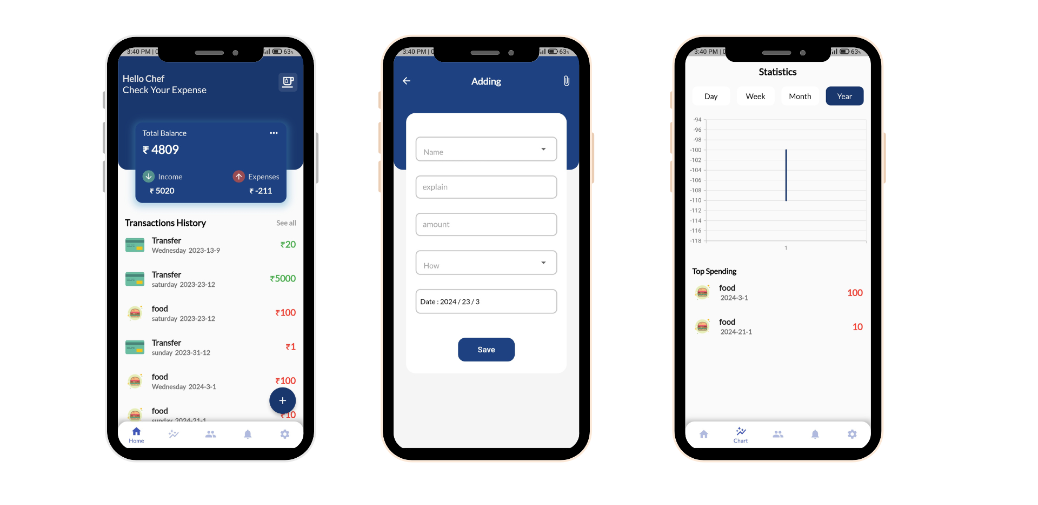 3:40 PM
63
Hello Chef
Check Your Expense
Total Balance
₹ 4809
Income
Expenses
₹ 5020
₹ -211
Transactions History
See all
Transfer
Wednesday 2023-13-9
₹20
Transfer
saturday 2023-23-12
₹5000
food
saturday 2023-23-12
₹100
Transfer
sunday 2023-31-12
₹1
food
Wednesday 2024-3-1
₹100
+
food
sunday 2024-21-1
₹10
Home
3:40 PM
63
Adding
Name
explain
amount
How
Date : 2024 / 23 / 3
Save
3:40 PM
63
Statistics
Day
Week
Month
Year
-94
-96
-98
-100
-102
-104
-106
-108
-110
-112
-114
-116
-118
1
Top Spending
food
2024-3-1
100
food
2024-21-1
10
Chart